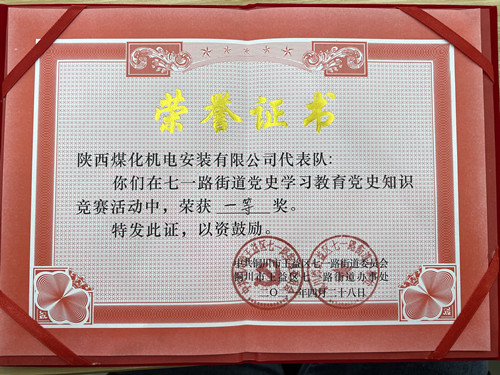 荣誉证书
陕西煤化机电安装有限公司代表队:
你们在七一路街道党史学习教育党史知识
竞赛活动中，荣获 一等 奖。
特发此证，以资鼓励。
中共铜川市王益区七一路街道委员会
铜川市王益区七一路街道办事处
二〇二一年四月二十八日